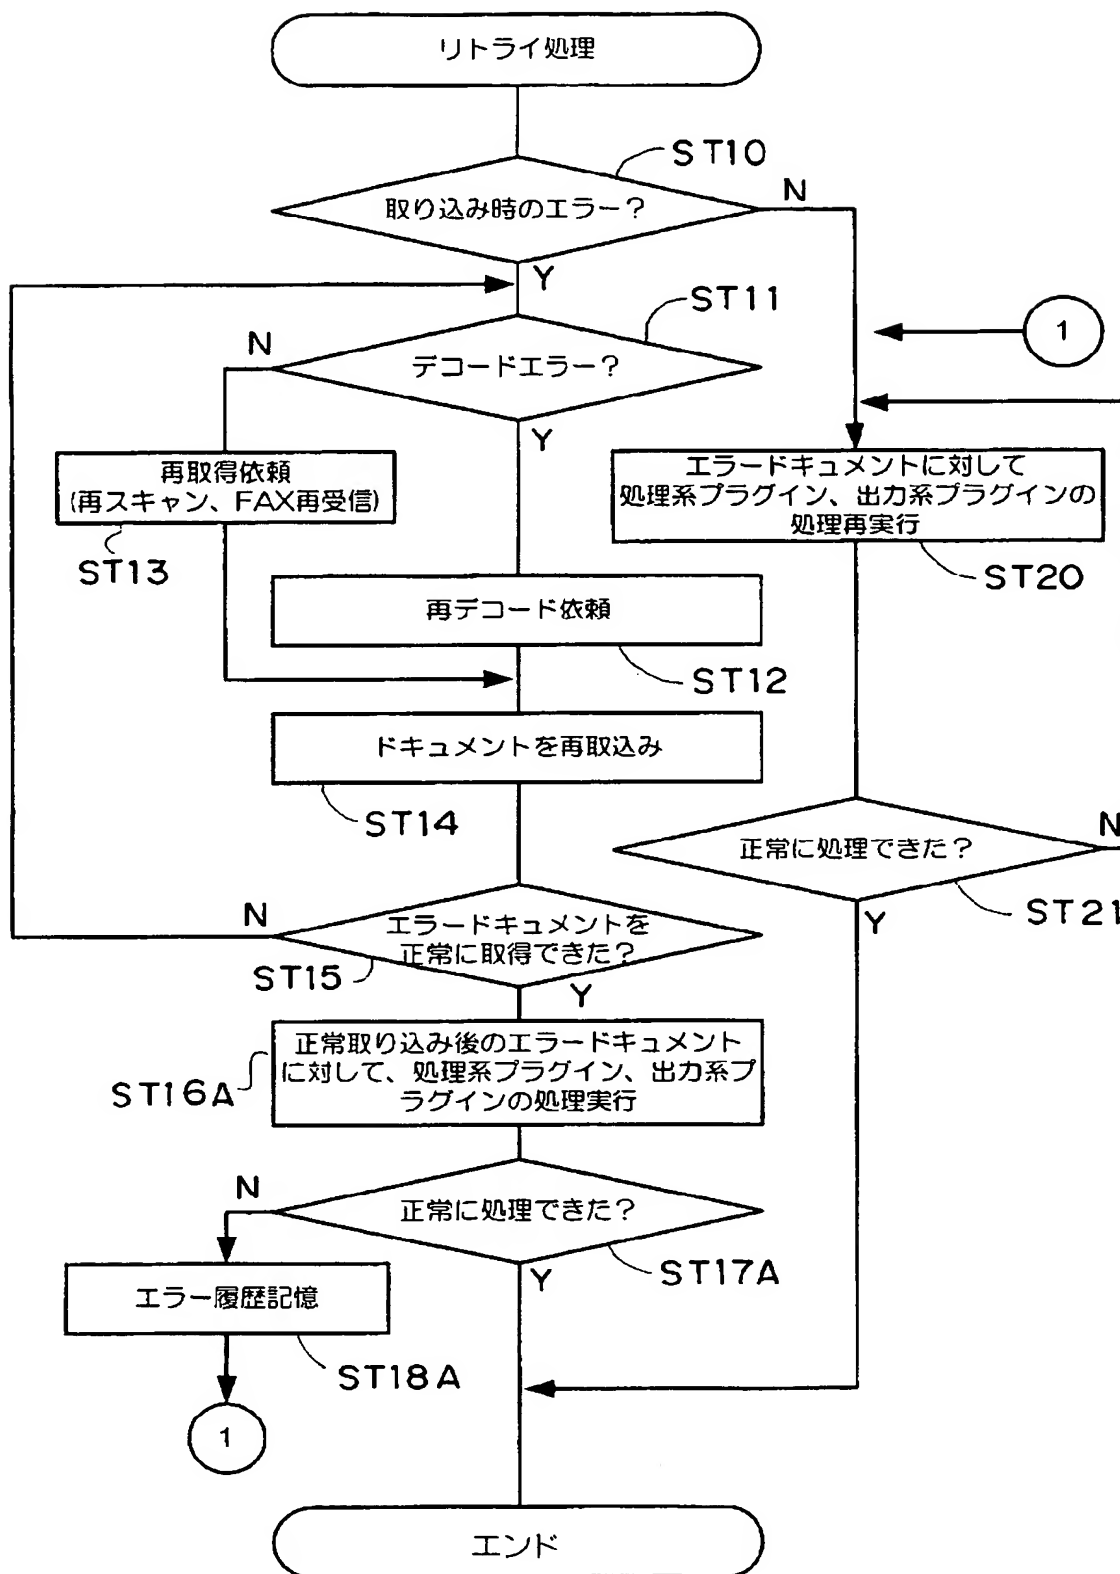 リトライ処理
ST10
取り込み時のエラー?
N
Y
ST11
N
デコードエラー?
1
Y
再取得依頼
(再スキャン、FAX再受信)
ST13
エラードキュメントに対して
処理系プラグイン、出力系プラグインの
処理再実行
ST20
再デコード依頼
ST12
ドキュメントを再取込み
ST14
正常に処理できた?
N
ST21
Y
N
エラードキュメントを
正常に取得できた?
ST15
Y
正常取り込み後のエラードキュメント
に対して、処理系プラグイン、出力系プ
ラグインの処理実行
ST16A
N
正常に処理できた?
ST17A
Y
エラー履歴記憶
ST18A
1
エンド